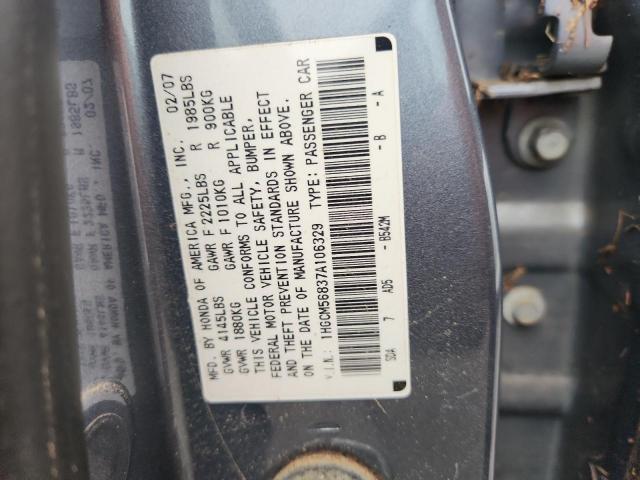 MFD. BY HONDA OF AMERICA MFG., INC. 02/07
GVWR 4145LBS GAWR F 2225LBS R 1985LBS
GVWR 1880KG GAWR F 1010KG R 900KG
THIS VEHICLE CONFORMS TO ALL APPLICABLE
FEDERAL MOTOR VEHICLE SAFETY, BUMPER,
AND THEFT PREVENTION STANDARDS IN EFFECT
ON THE DATE OF MANUFACTURE SHOWN ABOVE.
V.I.N.: 1HGCM56837A106329 TYPE: PASSENGER CAR
SDA 7 AD5 - B542M - B - A